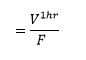 = V^{1hr} / F